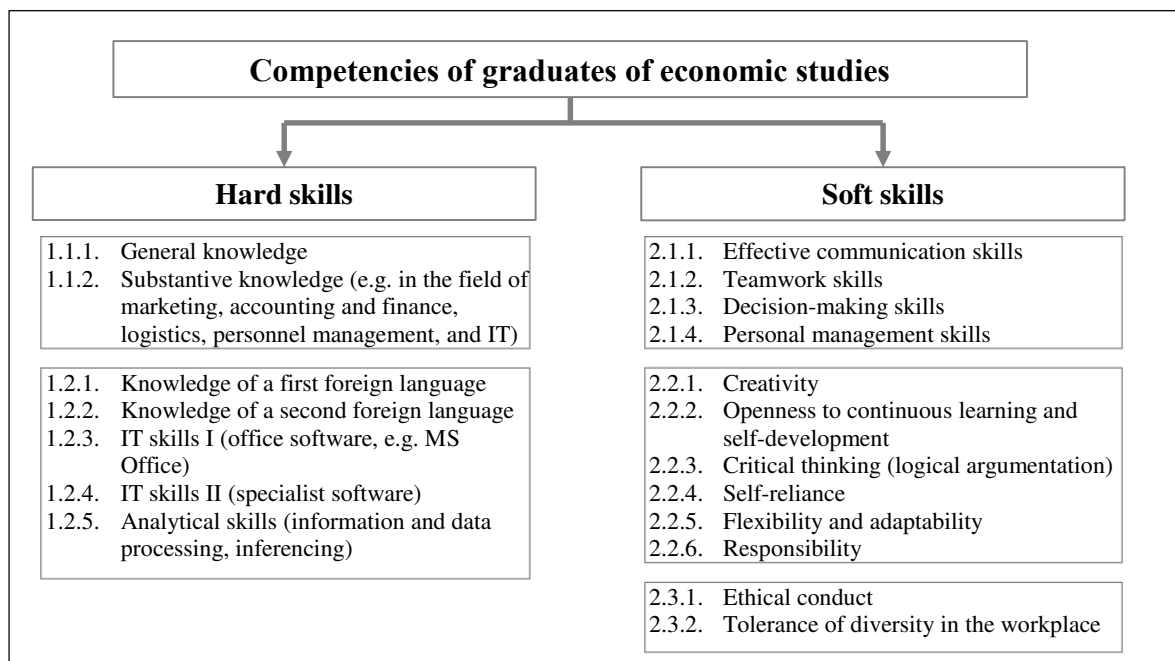 Competencies of graduates of economic studies
Hard skills
1.1.1. General knowledge
1.1.2. Substantive knowledge (e.g. in the field of
marketing, accounting and finance,
logistics, personnel management, and IT)
1.2.1. Knowledge of a first foreign language
1.2.2. Knowledge of a second foreign language
1.2.3. IT skills I (office software, e.g. MS
Office)
1.2.4. IT skills II (specialist software)
1.2.5. Analytical skills (information and data
processing, inferencing)
Soft skills
2.1.1. Effective communication skills
2.1.2. Teamwork skills
2.1.3. Decision-making skills
2.1.4. Personal management skills
2.2.1. Creativity
2.2.2. Openness to continuous learning and
self-development
2.2.3. Critical thinking (logical argumentation)
2.2.4. Self-reliance
2.2.5. Flexibility and adaptability
2.2.6. Responsibility
2.3.1. Ethical conduct
2.3.2. Tolerance of diversity in the workplace